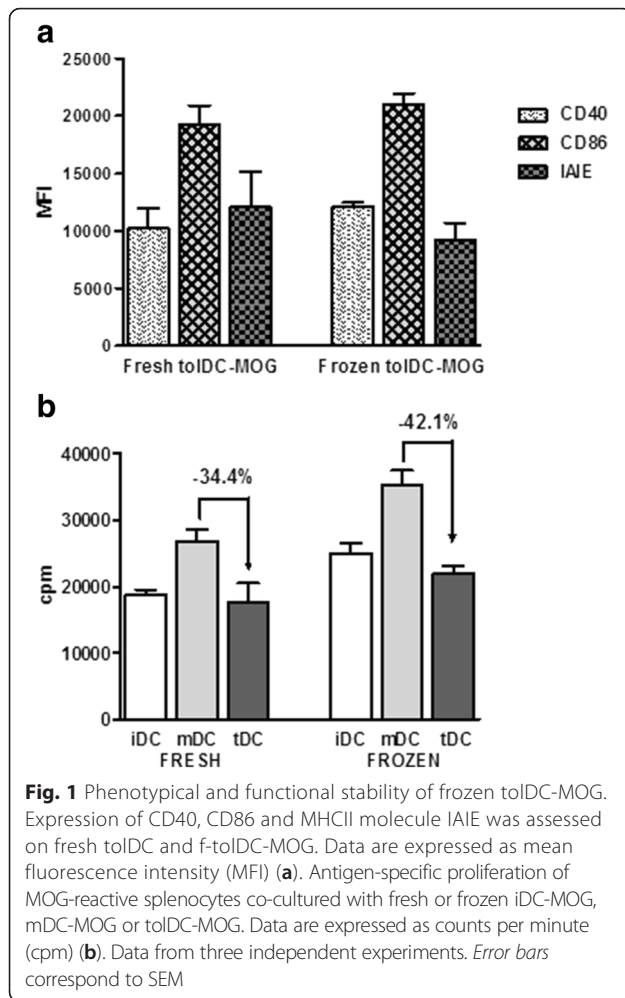 a
25000
20000
15000
10000
5000
0
MFI
CD40
CD86
IAIE
Fresh tolDC-MOG Frozen tolDC-MOG
b
-42.1%
-34.4%
40000
30000
20000
10000
0
cpm
iDC mDC tDC iDC mDC tDC
FRESH FROZEN
Fig. 1 Phenotypical and functional stability of frozen tolDC-MOG.
Expression of CD40, CD86 and MHCII molecule IAIE was assessed
on fresh tolDC and f-tolDC-MOG. Data are expressed as mean
fluorescence intensity (MFI) (a). Antigen-specific proliferation of
MOG-reactive splenocytes co-cultured with fresh or frozen iDC-MOG,
mDC-MOG or tolDC-MOG. Data are expressed as counts per minute
(cpm) (b). Data from three independent experiments. Error bars
correspond to SEM